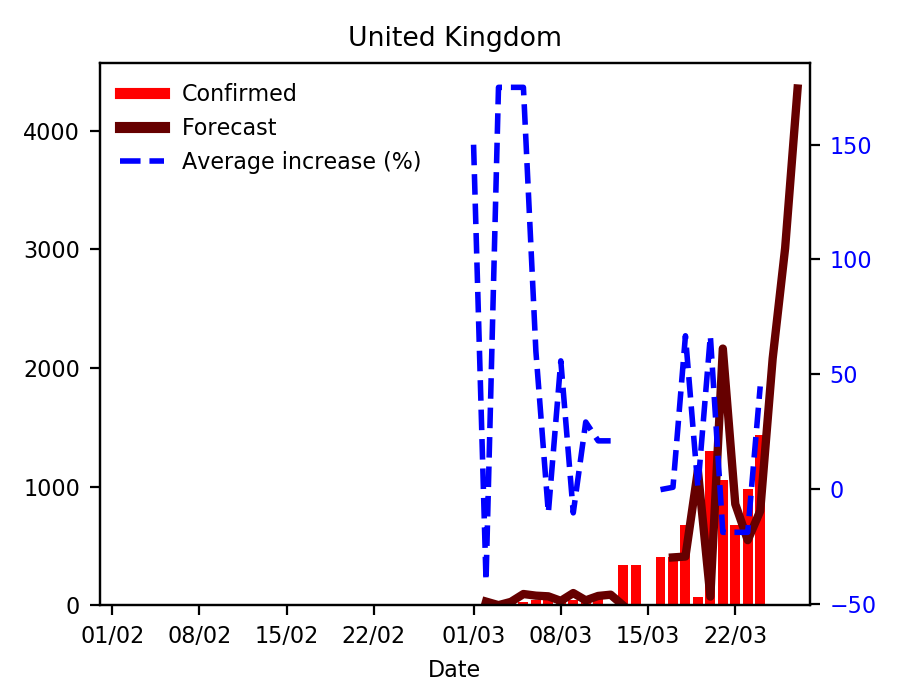 United Kingdom
Confirmed
Forecast
Average increase (%)
4000
3000
2000
1000
0
150
100
50
0
−50
01/02 08/02 15/02 22/02 01/03 08/03 15/03 22/03
Date